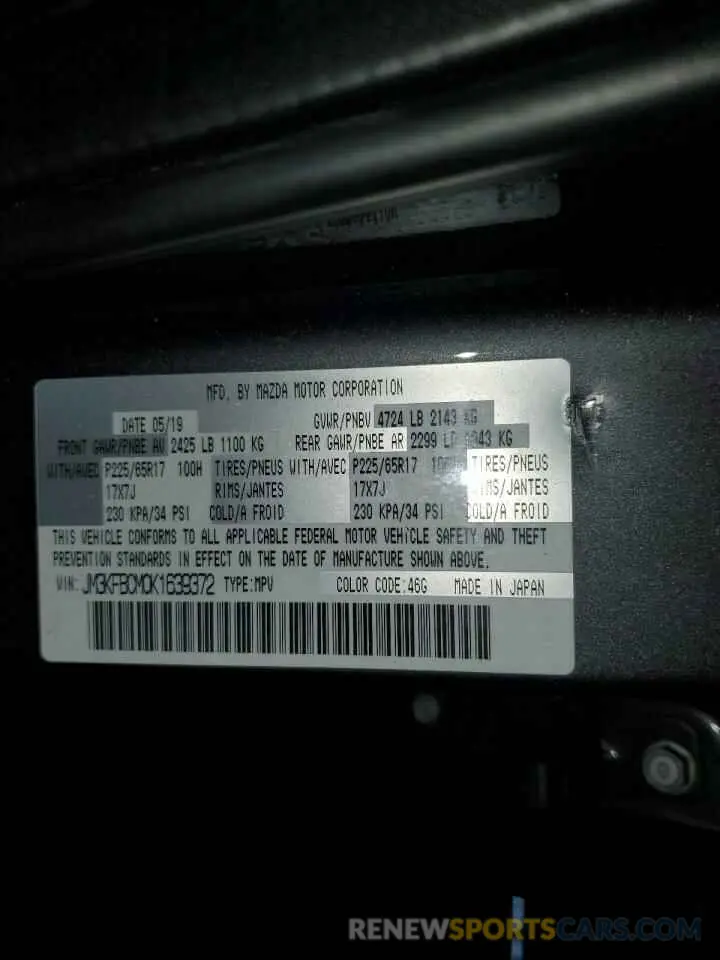 MFD. BY MAZDA MOTOR CORPORATION
DATE 05/19 GVWR/PNBV 4724 LB 2143 KG
FRONT GAWR/PNBE AV 2425 LB 1100 KG REAR GAWR/PNBE AR 2299 LB 1043 KG
WITH/AVEC P225/65R17 100H TIRES/PNEUS WITH/AVEC P225/65R17 TIRES/PNEUS
17X7J RIMS/JANTES 17X7J RIMS/JANTES
230 KPA/34 PSI COLD/A FROID 230 KPA/34 PSI COLD/A FROID
THIS VEHICLE CONFORMS TO ALL APPLICABLE FEDERAL MOTOR VEHICLE SAFETY AND THEFT
PREVENTION STANDARDS IN EFFECT ON THE DATE OF MANUFACTURE SHOWN ABOVE.
VIN: JM3KFBCM0K1639372 TYPE:MPV COLOR CODE:46G MADE IN JAPAN
RENEWSPORTSCARS.COM